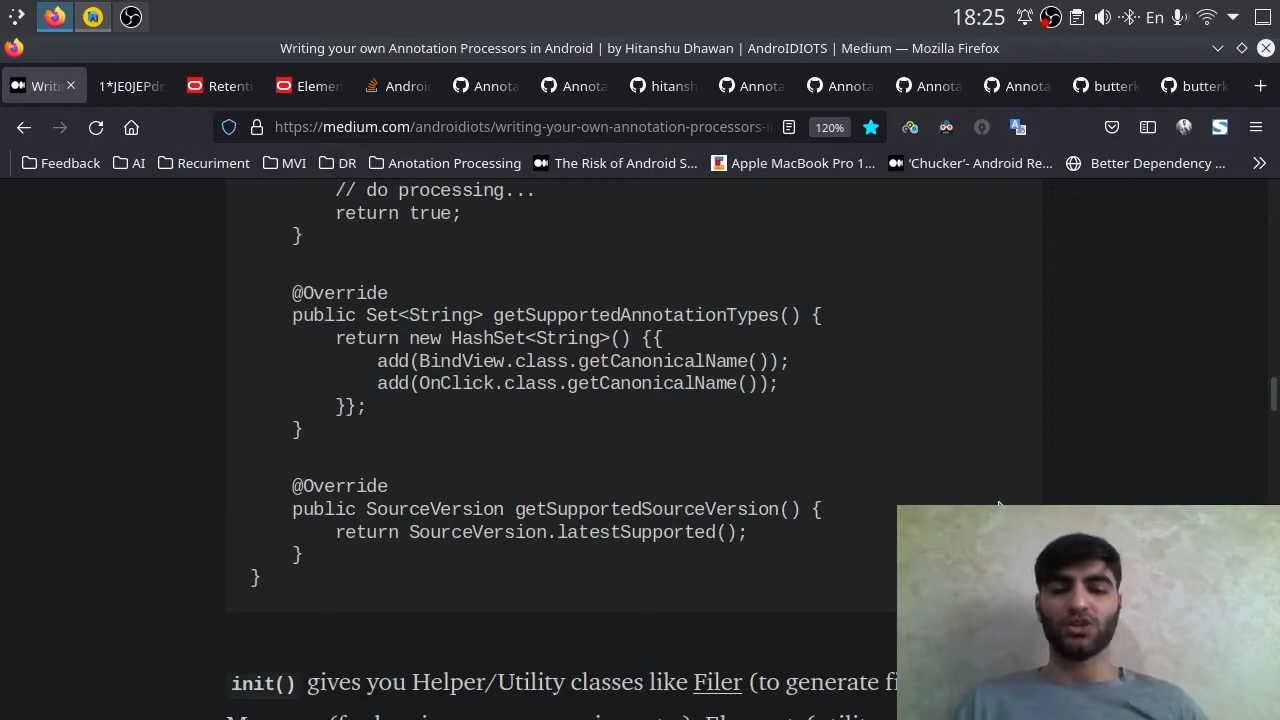 18:25 En
Writing your own Annotation Processors in Android | by Hitanshu Dhawan | AndroIDIOTS | Medium — Mozilla Firefox
Writi 1*JE0JEPdr Retenti Elemen Androi Annota Annota hitansh Annota Annota Annota Annota butterk butterk
https://medium.com/androidiots/writing-your-own-annotation-processors-i 120%
Feedback AI Recruriment MVI DR Anotation Processing The Risk of Android S... Apple MacBook Pro 1... ‘Chucker’- Android Re... Better Dependency ...
// do processing...
return true;
}
@Override
public Set<String> getSupportedAnnotationTypes() {
return new HashSet<String>() {{
add(BindView.class.getCanonicalName());
add(OnClick.class.getCanonicalName());
}};
}
@Override
public SourceVersion getSupportedSourceVersion() {
return SourceVersion.latestSupported();
}
}
init() gives you Helper/Utility classes like Filer (to generate fi